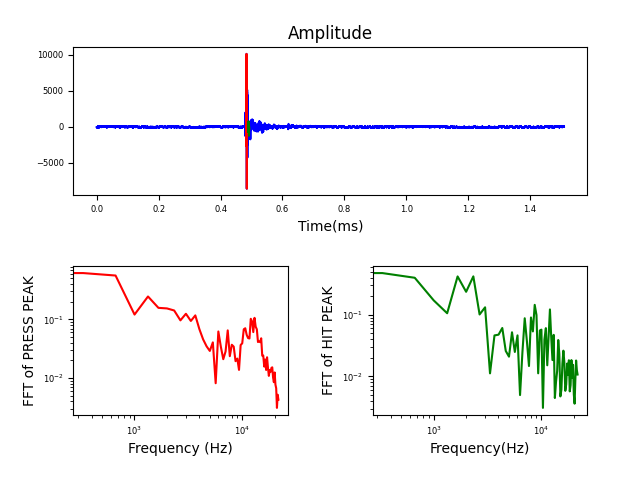 Amplitude
10000
5000
0
−5000
0.0 0.2 0.4 0.6 0.8 1.0 1.2 1.4
Time(ms)
FFT of PRESS PEAK
10⁻¹
10⁻²
10³ 10⁴
Frequency (Hz)
FFT of HIT PEAK
10⁻¹
10⁻²
10³ 10⁴
Frequency(Hz)